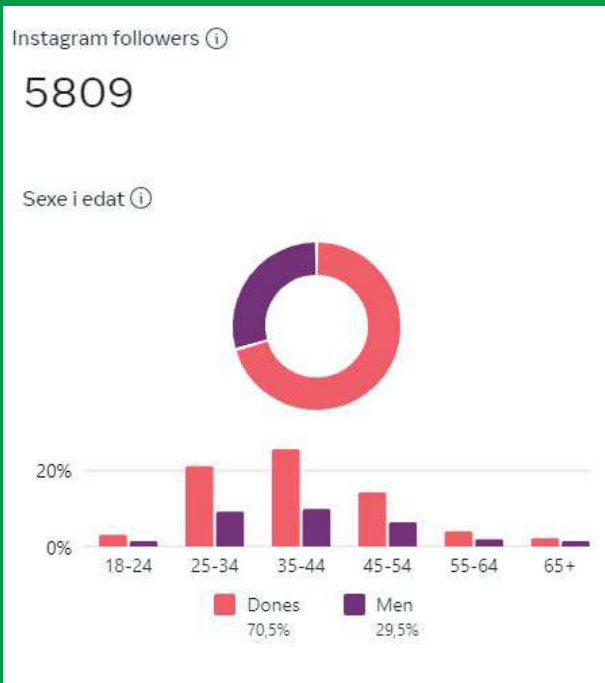 Instagram followers ⓘ
5809
Sexe i edat ⓘ
20%
0%
18-24 25-34 35-44 45-54 55-64 65+
Dones Men
70,5% 29,5%